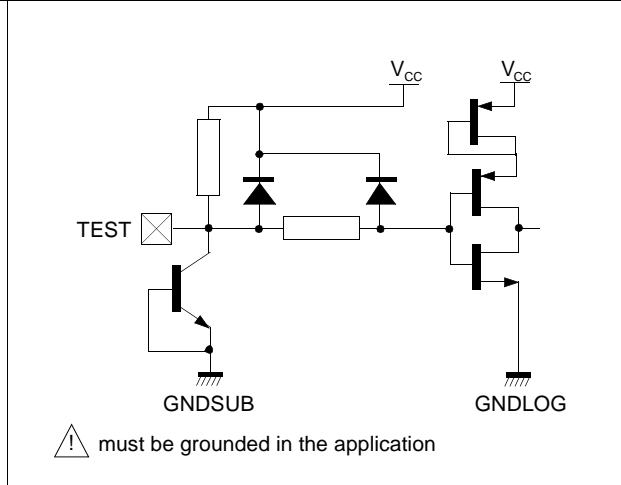 VCC
VCC
TEST
GNDSUB
GNDLOG
! must be grounded in the application